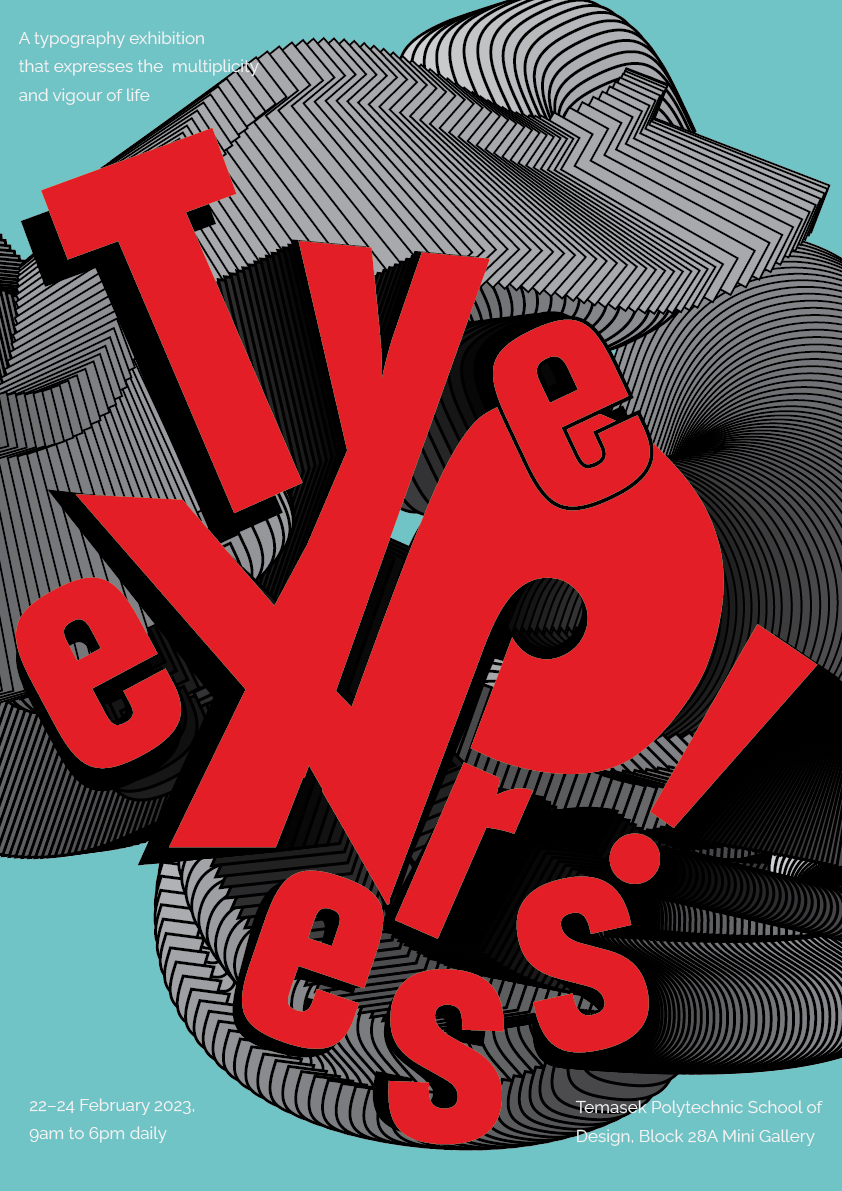 A typography exhibition
that expresses the multiplicity
and vigour of life
Type
express!
22–24 February 2023,
9am to 6pm daily
Temasek Polytechnic School of
Design, Block 28A Mini Gallery